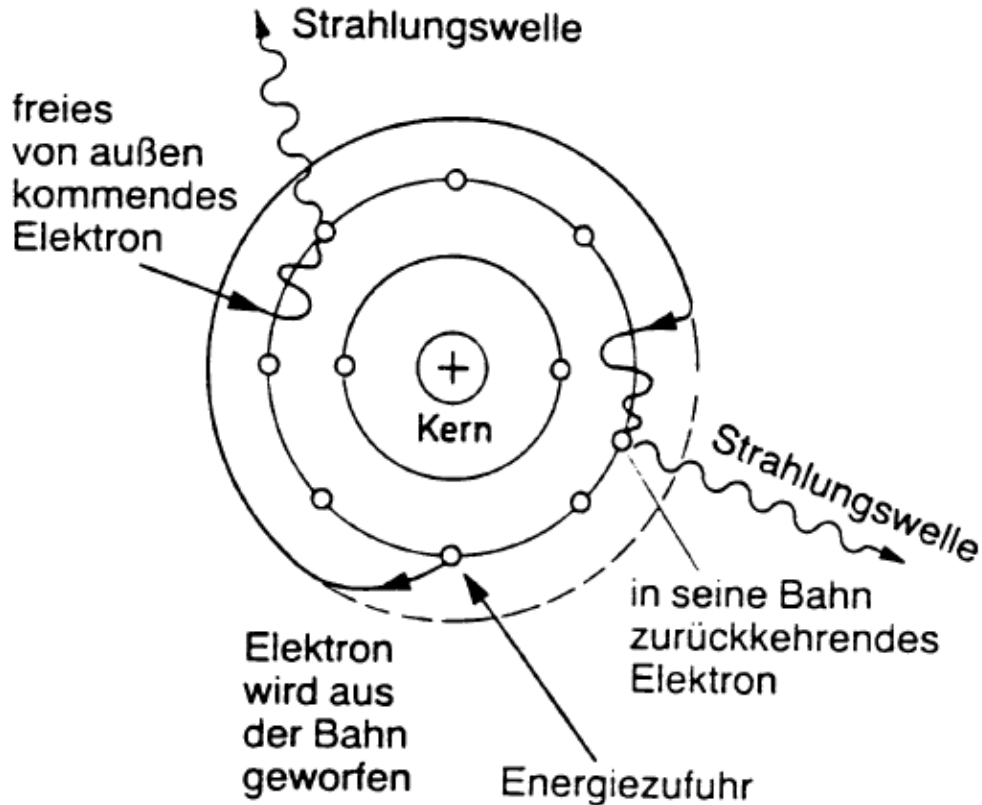 Strahlungswelle
freies
von außen
kommendes
Elektron
+
Kern
Strahlungswelle
in seine Bahn
zurückkehrendes
Elektron
Elektron
wird aus
der Bahn
geworfen
Energiezufuhr